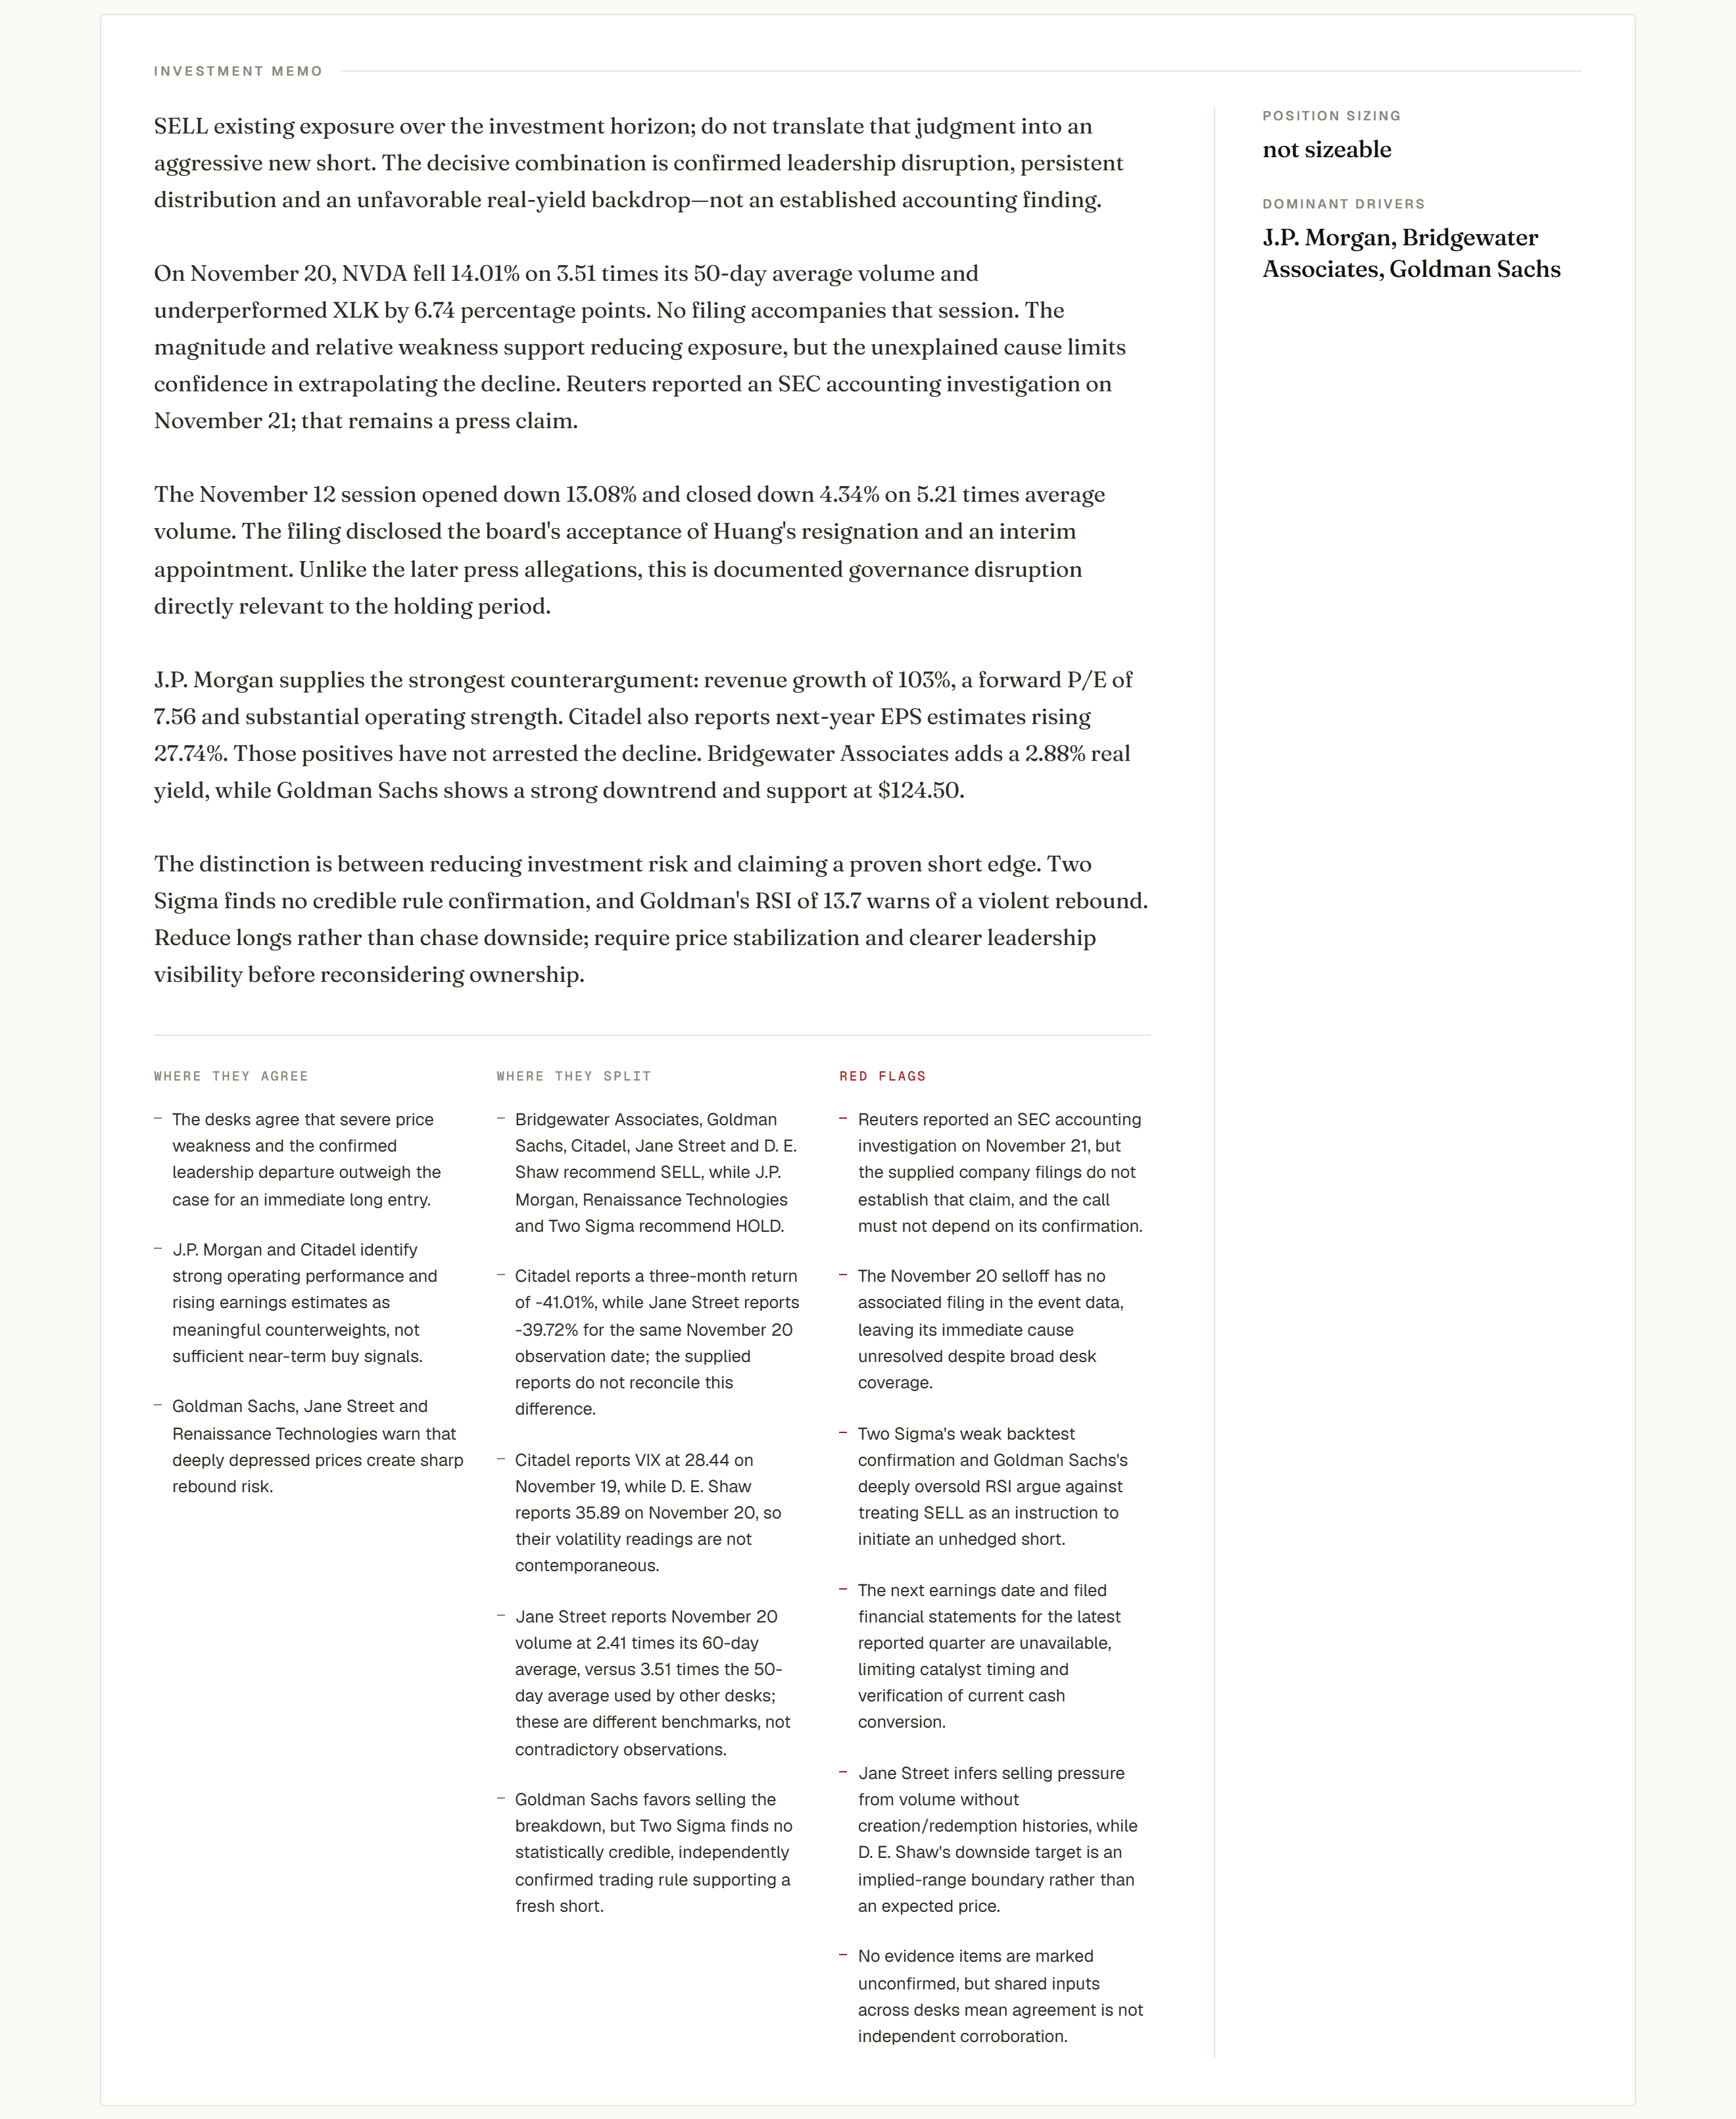 INVESTMENT MEMO
SELL existing exposure over the investment horizon; do not translate that judgment into an
aggressive new short. The decisive combination is confirmed leadership disruption, persistent
distribution and an unfavorable real-yield backdrop—not an established accounting finding.
On November 20, NVDA fell 14.01% on 3.51 times its 50-day average volume and
underperformed XLK by 6.74 percentage points. No filing accompanies that session. The
magnitude and relative weakness support reducing exposure, but the unexplained cause limits
confidence in extrapolating the decline. Reuters reported an SEC accounting investigation on
November 21; that remains a press claim.
The November 12 session opened down 13.08% and closed down 4.34% on 5.21 times average
volume. The filing disclosed the board's acceptance of Huang's resignation and an interim
appointment. Unlike the later press allegations, this is documented governance disruption
directly relevant to the holding period.
J.P. Morgan supplies the strongest counterargument: revenue growth of 103%, a forward P/E of
7.56 and substantial operating strength. Citadel also reports next-year EPS estimates rising
27.74%. Those positives have not arrested the decline. Bridgewater Associates adds a 2.88% real
yield, while Goldman Sachs shows a strong downtrend and support at $124.50.
The distinction is between reducing investment risk and claiming a proven short edge. Two
Sigma finds no credible rule confirmation, and Goldman's RSI of 13.7 warns of a violent rebound.
Reduce longs rather than chase downside; require price stabilization and clearer leadership
visibility before reconsidering ownership.
POSITION SIZING
not sizeable
DOMINANT DRIVERS
J.P. Morgan, Bridgewater
Associates, Goldman Sachs
WHERE THEY AGREE
– The desks agree that severe price
weakness and the confirmed
leadership departure outweigh the
case for an immediate long entry.
– J.P. Morgan and Citadel identify
strong operating performance and
rising earnings estimates as
meaningful counterweights, not
sufficient near-term buy signals.
– Goldman Sachs, Jane Street and
Renaissance Technologies warn that
deeply depressed prices create sharp
rebound risk.
WHERE THEY SPLIT
– Bridgewater Associates, Goldman
Sachs, Citadel, Jane Street and D. E.
Shaw recommend SELL, while J.P.
Morgan, Renaissance Technologies
and Two Sigma recommend HOLD.
– Citadel reports a three-month return
of -41.01%, while Jane Street reports
-39.72% for the same November 20
observation date; the supplied
reports do not reconcile this
difference.
– Citadel reports VIX at 28.44 on
November 19, while D. E. Shaw
reports 35.89 on November 20, so
their volatility readings are not
contemporaneous.
– Jane Street reports November 20
volume at 2.41 times its 60-day
average, versus 3.51 times the 50-
day average used by other desks;
these are different benchmarks, not
contradictory observations.
– Goldman Sachs favors selling the
breakdown, but Two Sigma finds no
statistically credible, independently
confirmed trading rule supporting a
fresh short.
RED FLAGS
– Reuters reported an SEC accounting
investigation on November 21, but
the supplied company filings do not
establish that claim, and the call
must not depend on its confirmation.
– The November 20 selloff has no
associated filing in the event data,
leaving its immediate cause
unresolved despite broad desk
coverage.
– Two Sigma's weak backtest
confirmation and Goldman Sachs's
deeply oversold RSI argue against
treating SELL as an instruction to
initiate an unhedged short.
– The next earnings date and filed
financial statements for the latest
reported quarter are unavailable,
limiting catalyst timing and
verification of current cash
conversion.
– Jane Street infers selling pressure
from volume without
creation/redemption histories, while
D. E. Shaw's downside target is an
implied-range boundary rather than
an expected price.
– No evidence items are marked
unconfirmed, but shared inputs
across desks mean agreement is not
independent corroboration.